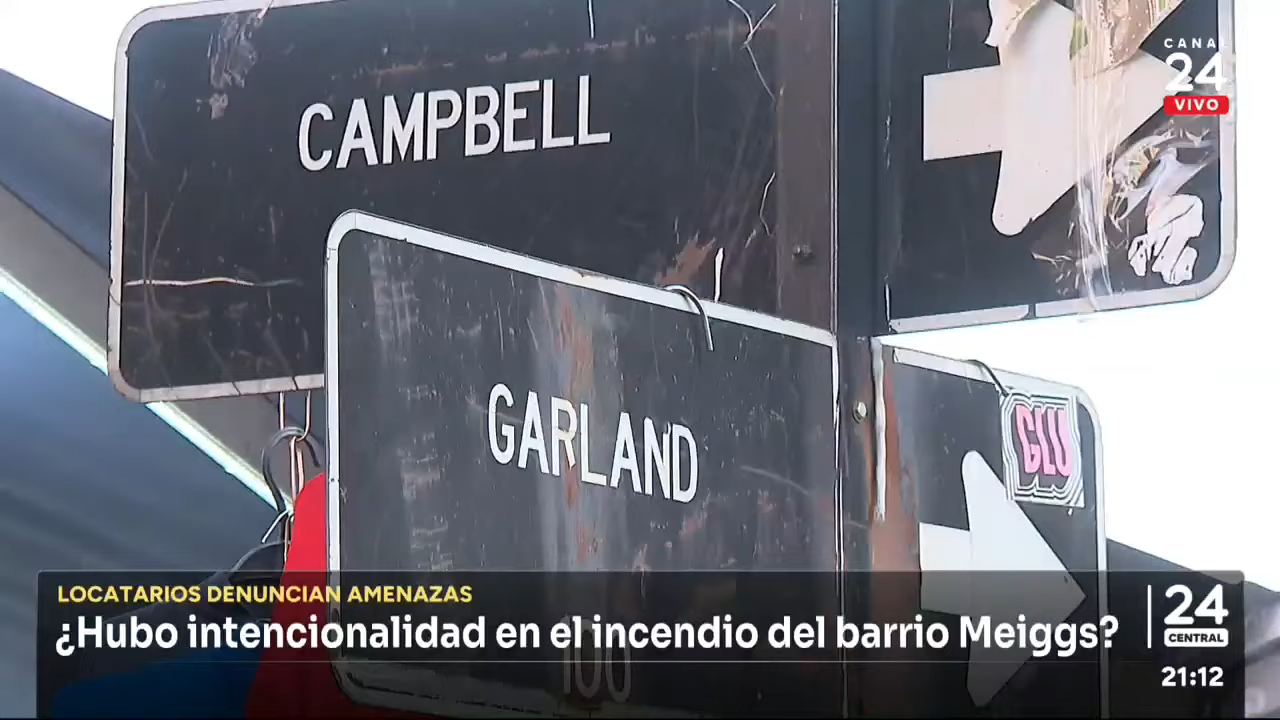 CANAL
24
VIVO
CAMPBELL
GARLAND
GLU
100
LOCATARIOS DENUNCIAN AMENAZAS
¿Hubo intencionalidad en el incendio del barrio Meiggs?
24
CENTRAL
21:12